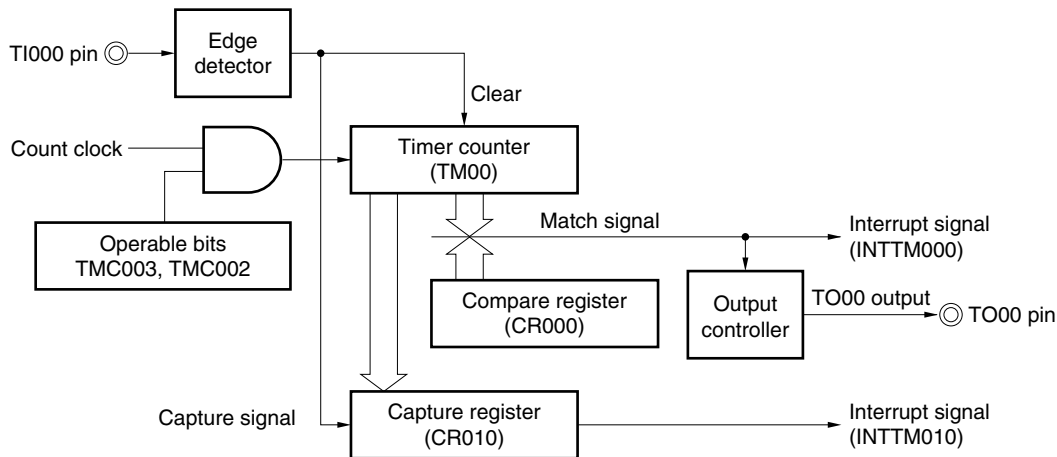 TI000 pin
Edge
detector
Clear
Count clock
Timer counter
(TM00)
Operable bits
TMC003, TMC002
Match signal
Interrupt signal
(INTTM000)
Compare register
(CR000)
Output
controller
TO00 output
TO00 pin
Capture signal
Capture register
(CR010)
Interrupt signal
(INTTM010)